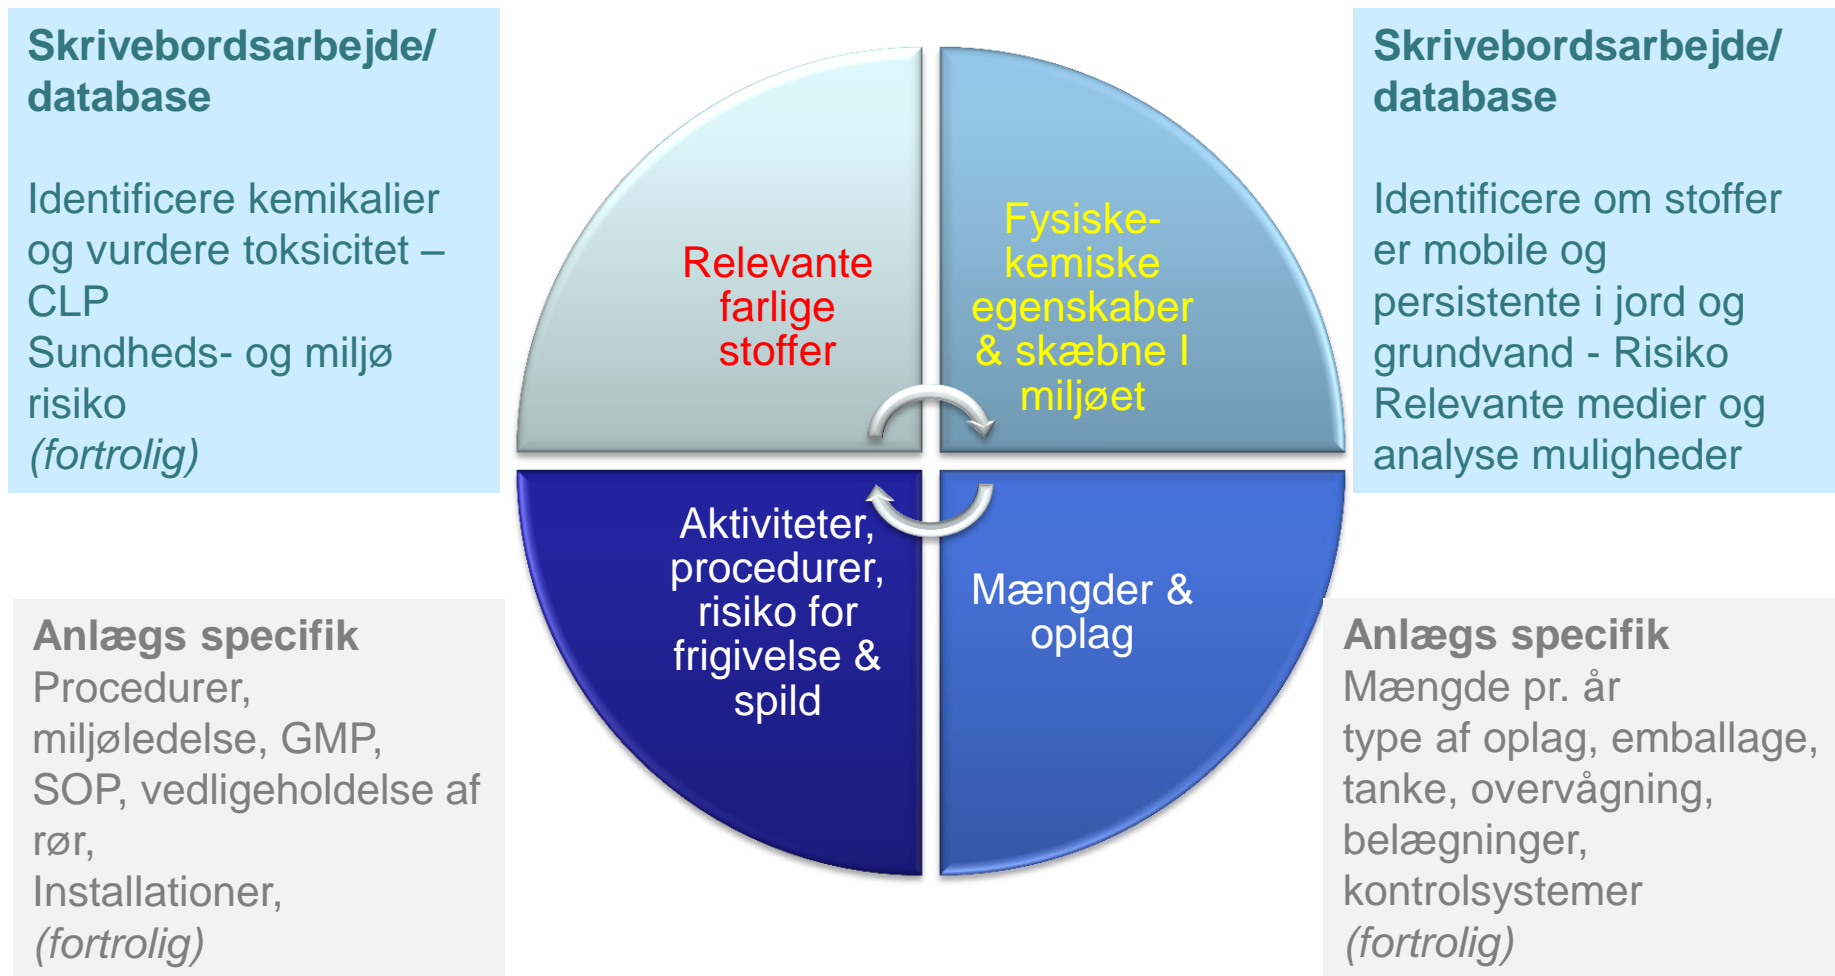 Skrivebordsarbejde/
database
Identificere kemikalier
og vurdere toksicitet –
CLP
Sundheds- og miljø
risiko
(fortrolig)
Relevante
farlige
stoffer
Fysiske-
kemiske
egenskaber
& skæbne I
miljøet
Skrivebordsarbejde/
database
Identificere om stoffer
er mobile og
persistente i jord og
grundvand - Risiko
Relevante medier og
analyse muligheder
Anlægs specifik
Procedurer,
miljøledelse, GMP,
SOP, vedligeholdelse af
rør,
Installationer,
(fortrolig)
Aktiviteter,
procedurer,
risiko for
frigivelse &
spild
Mængder &
oplag
Anlægs specifik
Mængde pr. år
type af oplag, emballage,
tanke, overvågning,
belægninger,
kontrolsystemer
(fortrolig)